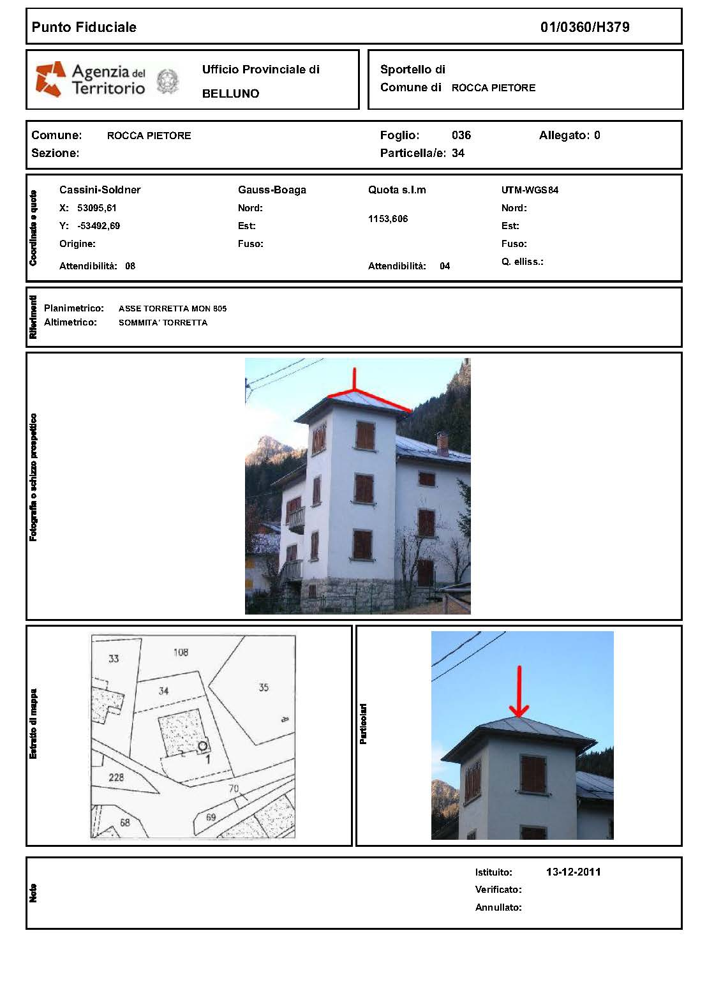 Punto Fiduciale 01/0360/H379
Agenzia del
Territorio
Ufficio Provinciale di
BELLUNO
Sportello di
Comune di ROCCA PIETORE
Comune: ROCCA PIETORE Foglio: 036 Allegato: 0
Sezione: Particella/e: 34
Coordinate e quote
Cassini-Soldner Gauss-Boaga Quota s.l.m UTM-WGS84
X: 53095,61 Nord: Nord:
1153,606
Y: -53492,69 Est: Est:
Origine: Fuso: Fuso:
Q. elliss.:
Attendibilità: 08 Attendibilità: 04
Riferimenti
Planimetrico: ASSE TORRETTA MON 805
Altimetrico: SOMMITA' TORRETTA
Fotografia o schizzo prospettico
Estratto di mappa
33
108
34
35
1
228
70
69
68
Particolari
Note
Istituito: 13-12-2011
Verificato:
Annullato: